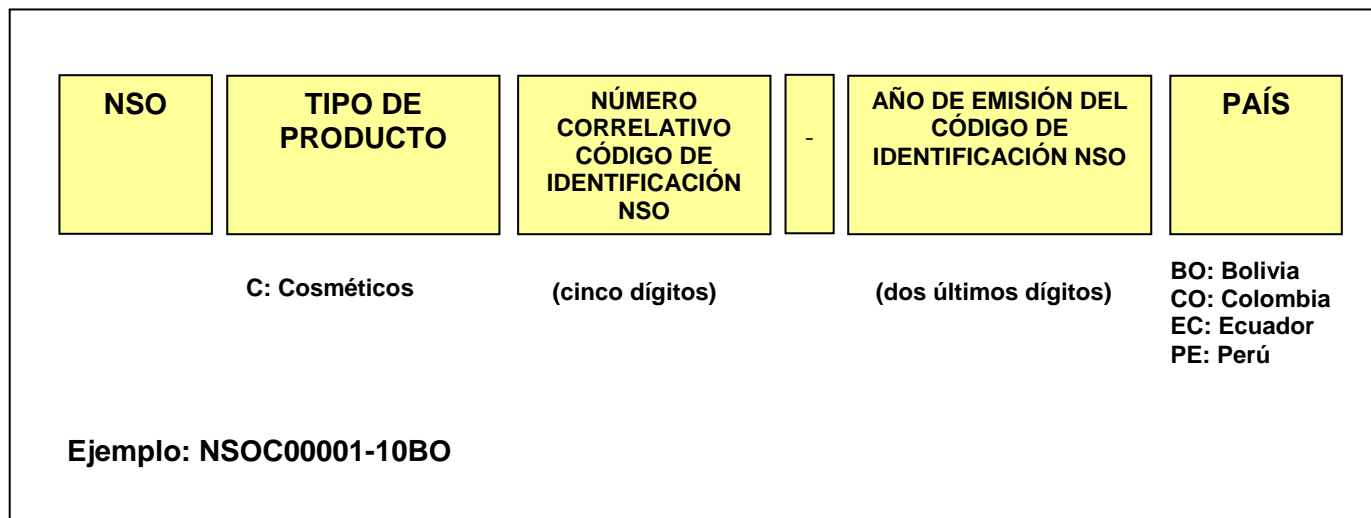 NSO
TIPO DE
PRODUCTO
NÚMERO
CORRELATIVO
CÓDIGO DE
IDENTIFICACIÓN
NSO
-
AÑO DE EMISIÓN DEL
CÓDIGO DE
IDENTIFICACIÓN NSO
PAÍS
C: Cosméticos
(cinco dígitos)
(dos últimos dígitos)
BO: Bolivia
CO: Colombia
EC: Ecuador
PE: Perú
Ejemplo: NSOC00001-10BO